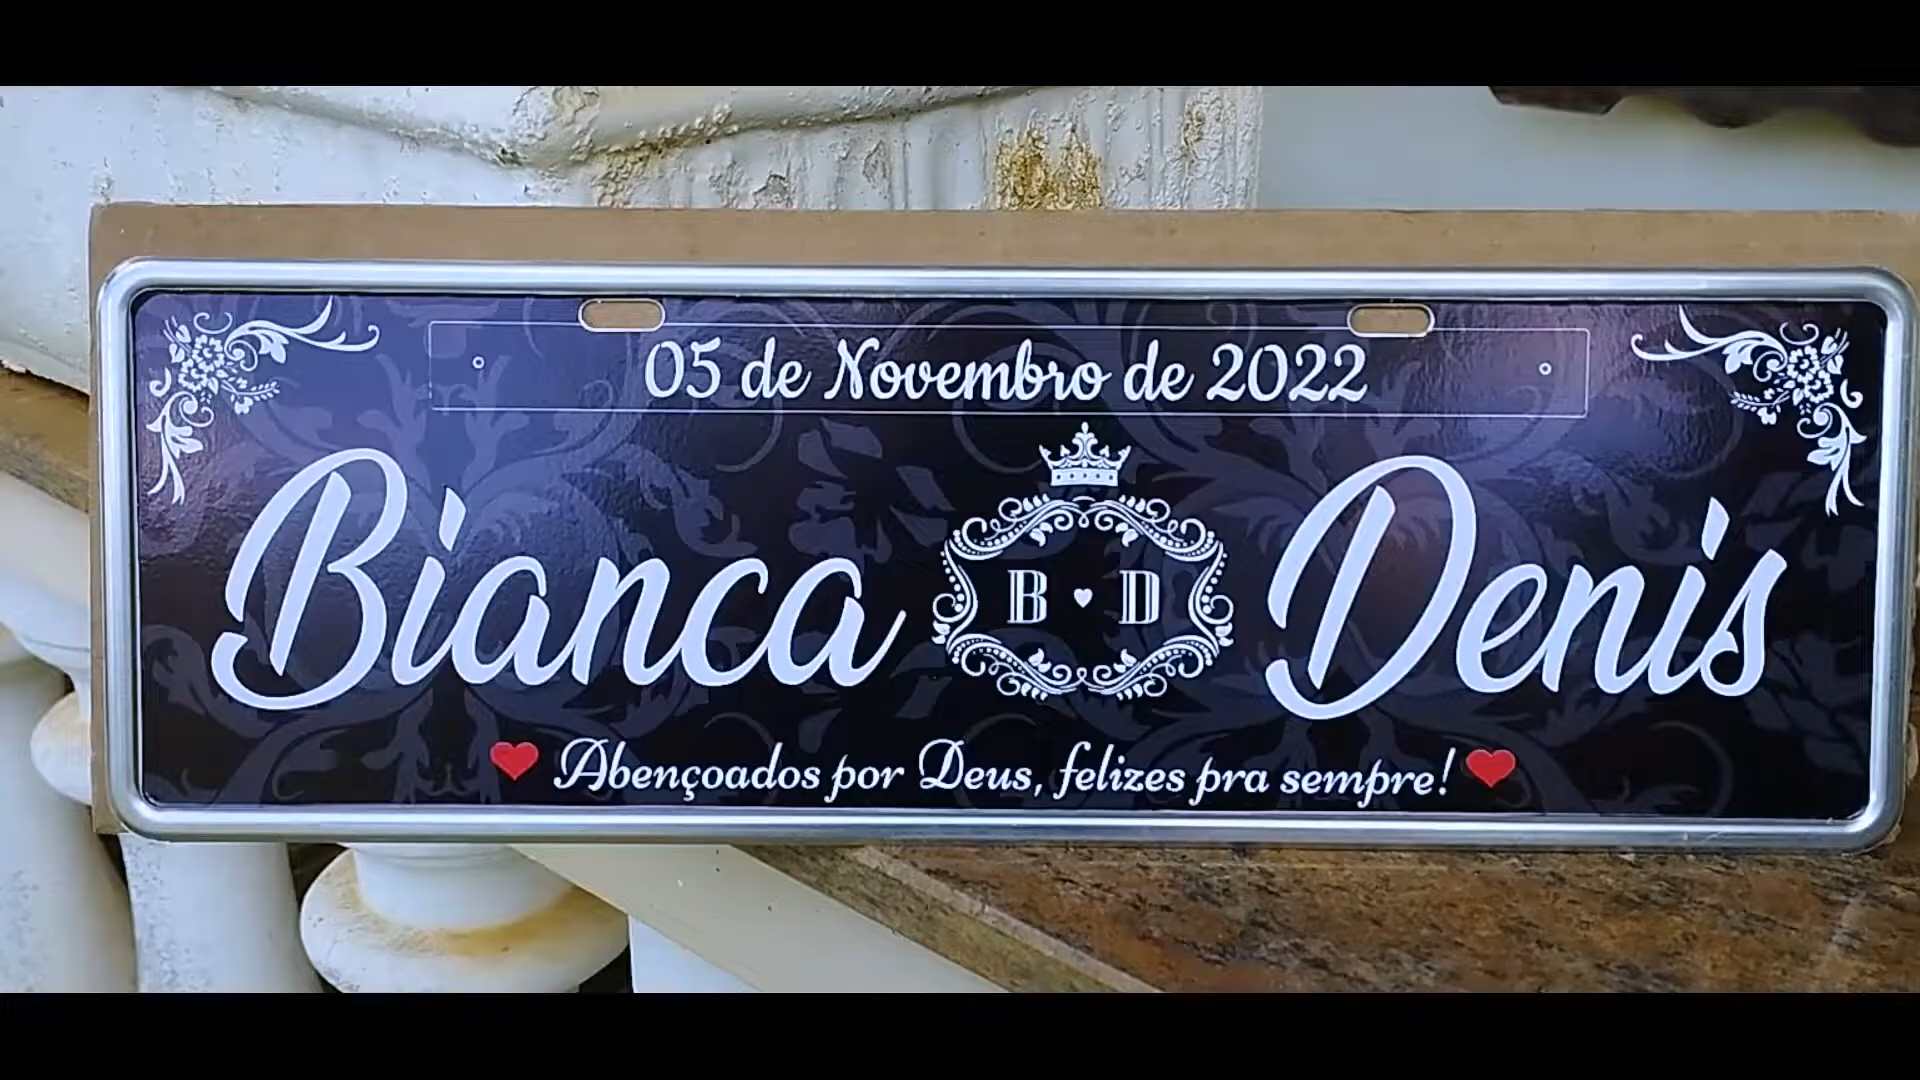 05 de Novembro de 2022
Bianca B ♥ D Denis
♥ Abençoados por Deus, felizes pra sempre! ♥